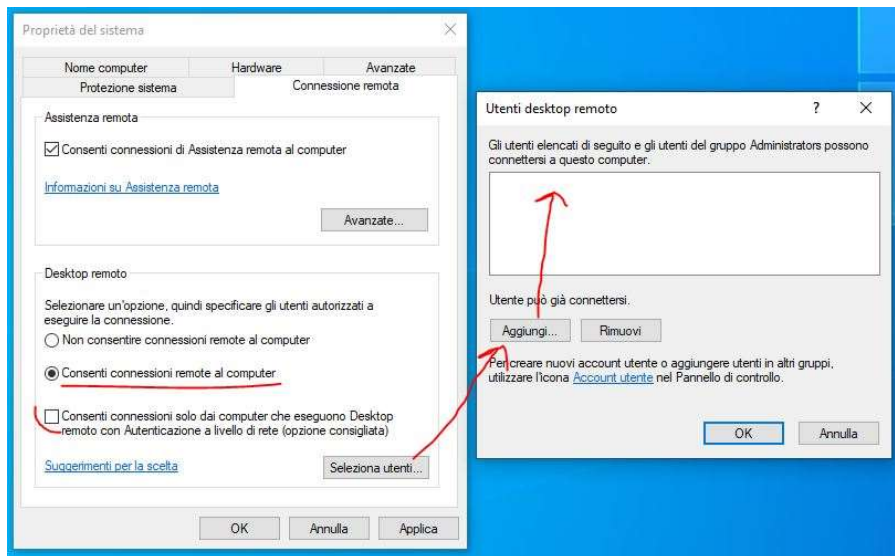 Proprietà del sistema
Nome computer
Hardware
Avanzate
Protezione sistema
Connessione remota
Assistenza remota
Consenti connessioni di Assistenza remota al computer
Informazioni su Assistenza remota
Avanzate...
Desktop remoto
Selezionare un'opzione, quindi specificare gli utenti autorizzati a
eseguire la connessione.
Non consentire connessioni remote al computer
Consenti connessioni remote al computer
Consenti connessioni solo dai computer che eseguono Desktop
remoto con Autenticazione a livello di rete (opzione consigliata)
Suggerimenti per la scelta
Seleziona utenti...
OK
Annulla
Applica
Utenti desktop remoto
?
Gli utenti elencati di seguito e gli utenti del gruppo Administrators possono
connettersi a questo computer.
Utente può già connettersi.
Aggiungi...
Rimuovi
Per creare nuovi account utente o aggiungere utenti in altri gruppi,
utilizzare l'icona Account utente nel Pannello di controllo.
OK
Annulla